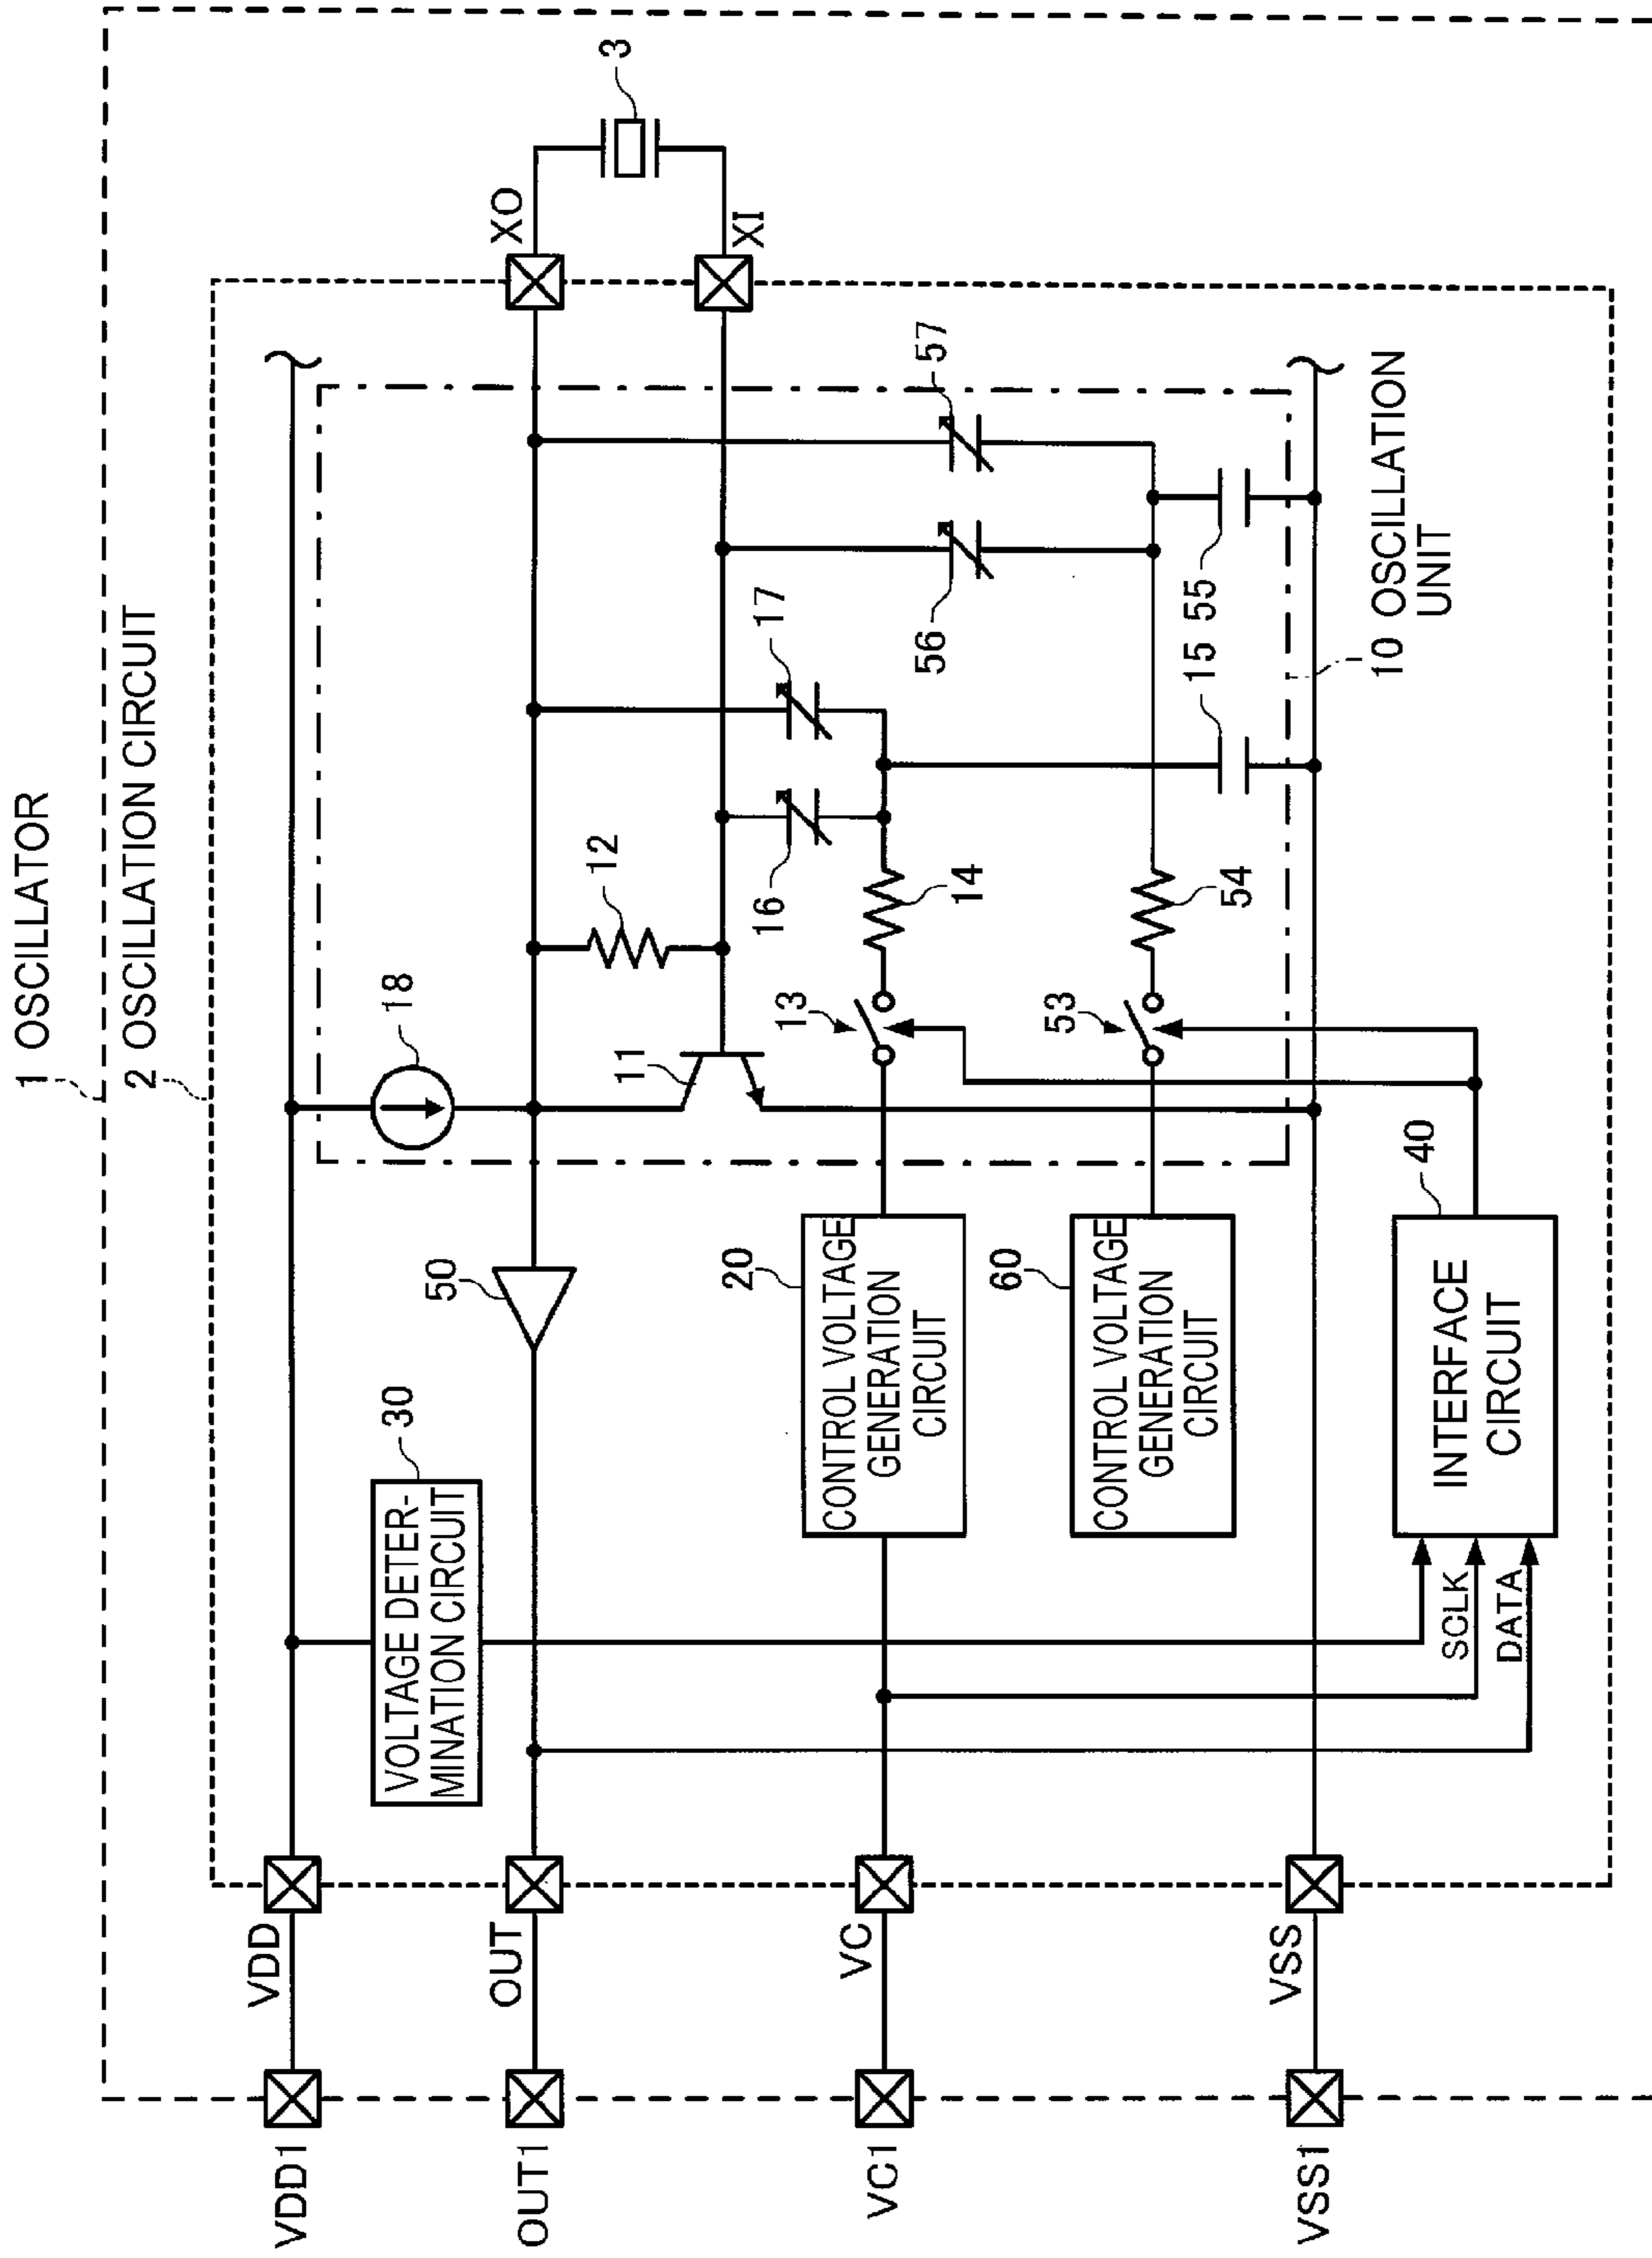 1 OSCILLATOR
2 OSCILLATION CIRCUIT
VDD1
VDD
30
VOLTAGE DETER-
MINATION CIRCUIT
18
OUT1
OUT
50
12
XO
3
11
17
16
XI
VC1
VC
20
CONTROL VOLTAGE
GENERATION
CIRCUIT
13
14
56
57
60
CONTROL VOLTAGE
GENERATION
CIRCUIT
53
54
15
55
VSS1
VSS
10 OSCILLATION
UNIT
SCLK
DATA
40
INTERFACE
CIRCUIT